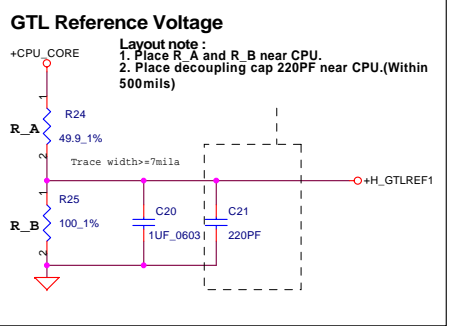 GTL Reference Voltage
Layout note :
1. Place R_A and R_B near CPU.
2. Place decoupling cap 220PF near CPU.(Within
500mils)
+CPU_CORE
1
R24
R_A
49.9_1%
2
Trace width>=7mila
+H_GTLREF1
1
R25
R_B
100_1%
2
C20
1UF_0603
C21
220PF